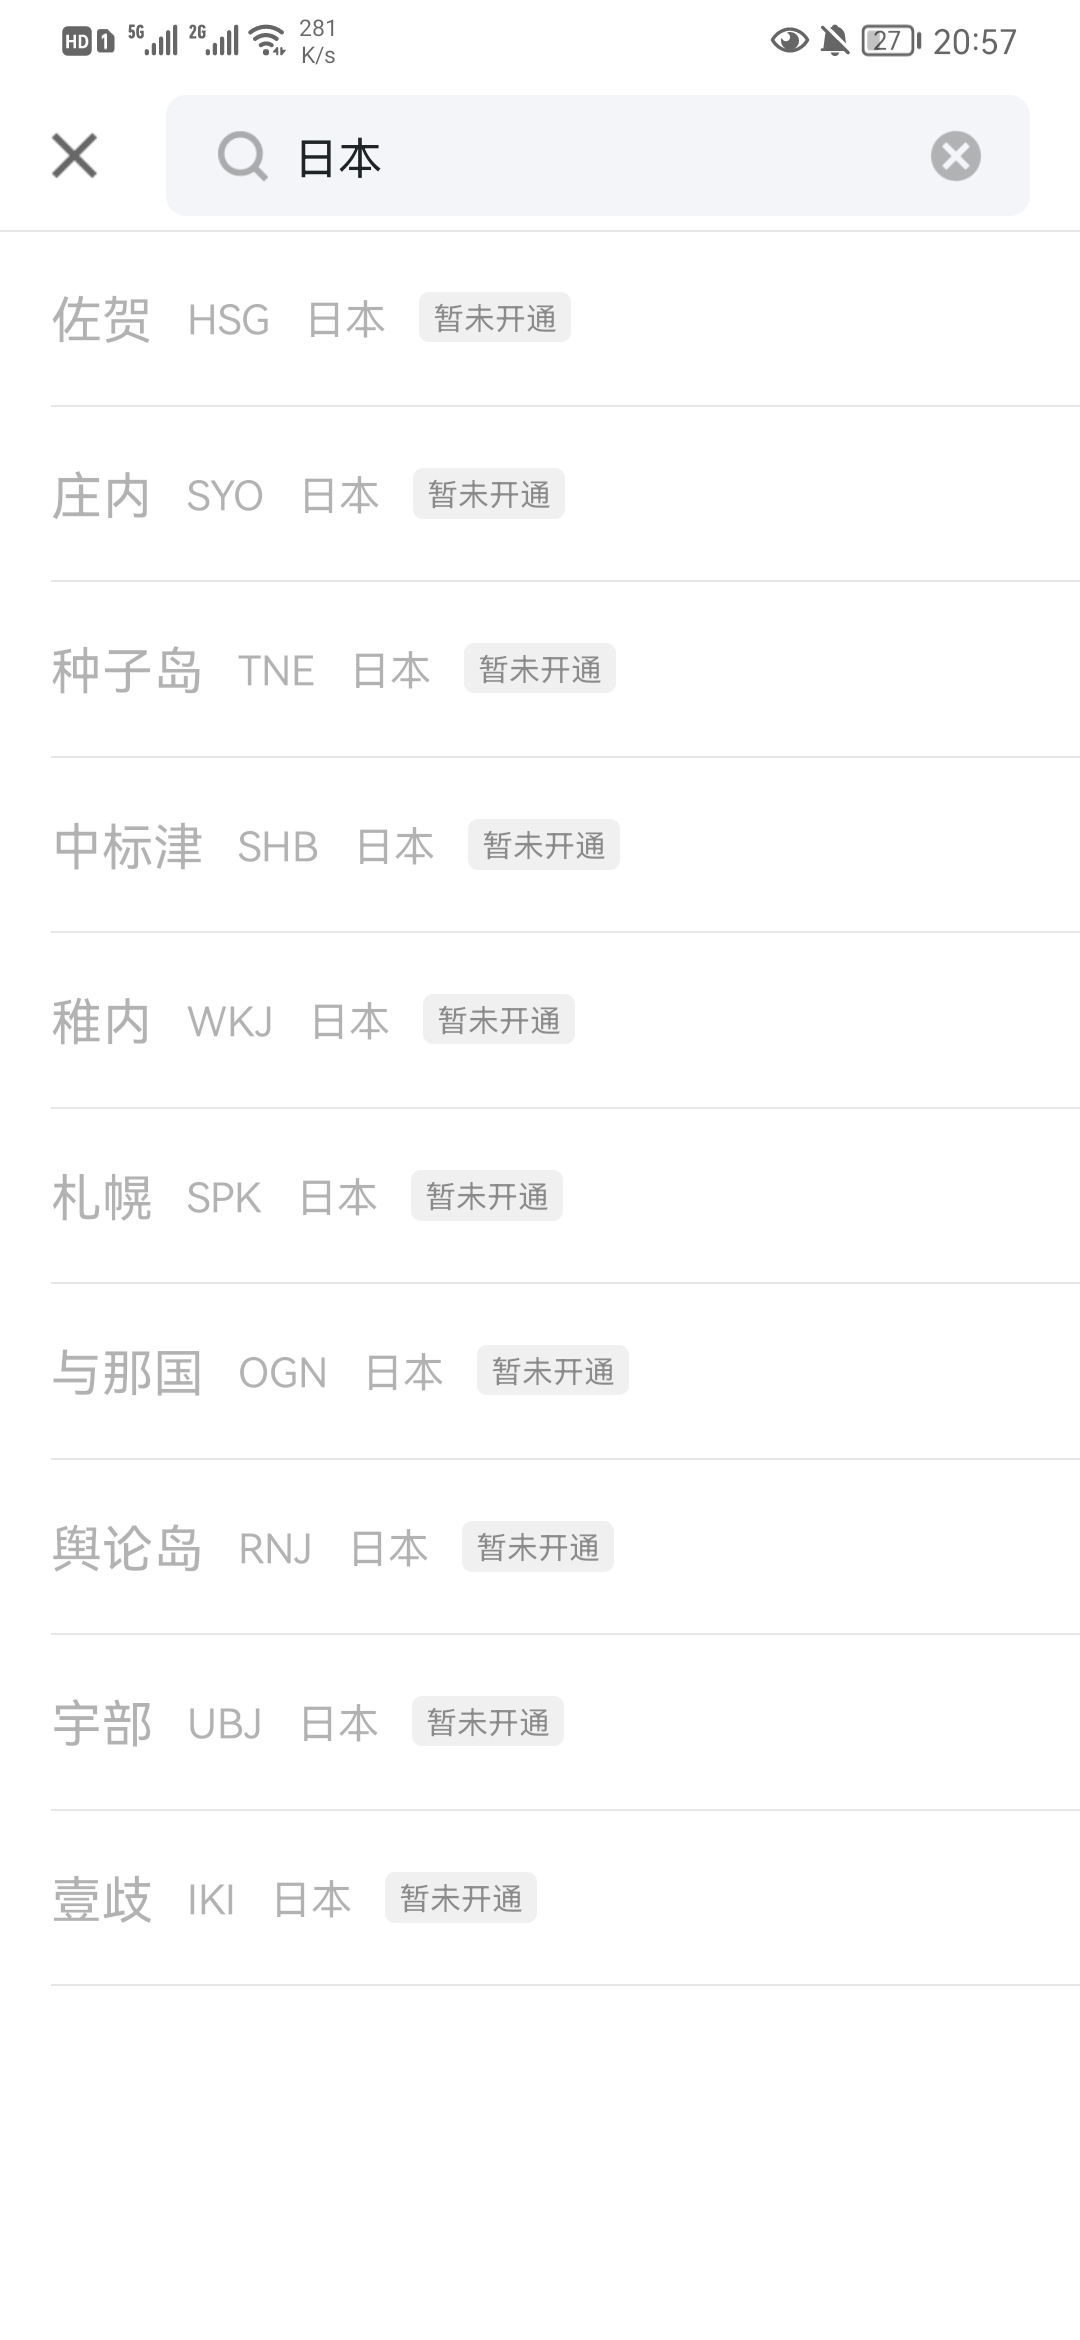 HD 1 5G 2G 281 K/s 27 20:57
日本
佐贺 HSG 日本 暂未开通
庄内 SYO 日本 暂未开通
种子岛 TNE 日本 暂未开通
中标津 SHB 日本 暂未开通
稚内 WKJ 日本 暂未开通
札幌 SPK 日本 暂未开通
与那国 OGN 日本 暂未开通
舆论岛 RNJ 日本 暂未开通
宇部 UBJ 日本 暂未开通
壹歧 IKI 日本 暂未开通